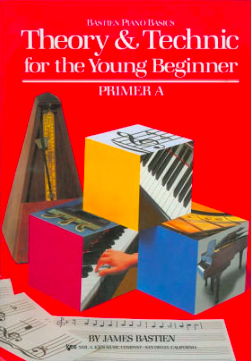 BASTIEN PIANO BASICS
Theory & Technic
for the Young Beginner
PRIMER A
BY JAMES BASTIEN